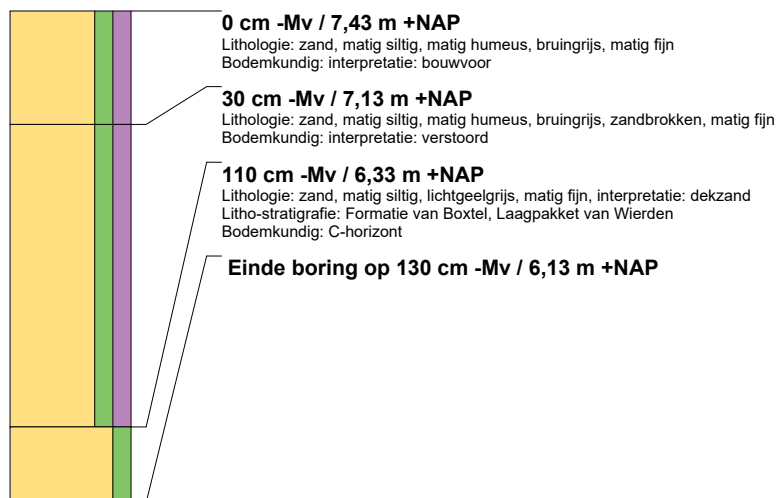 0 cm -Mv / 7,43 m +NAP
Lithologie: zand, matig siltig, matig humeus, bruingrijs, matig fijn
Bodemkundig: interpretatie: bouwvoor
30 cm -Mv / 7,13 m +NAP
Lithologie: zand, matig siltig, matig humeus, bruingrijs, zandbrokken, matig fijn
Bodemkundig: interpretatie: verstoord
110 cm -Mv / 6,33 m +NAP
Lithologie: zand, matig siltig, lichtgeelgrijs, matig fijn, interpretatie: dekzand
Litho-stratigrafie: Formatie van Boxtel, Laagpakket van Wierden
Bodemkundig: C-horizont
Einde boring op 130 cm -Mv / 6,13 m +NAP